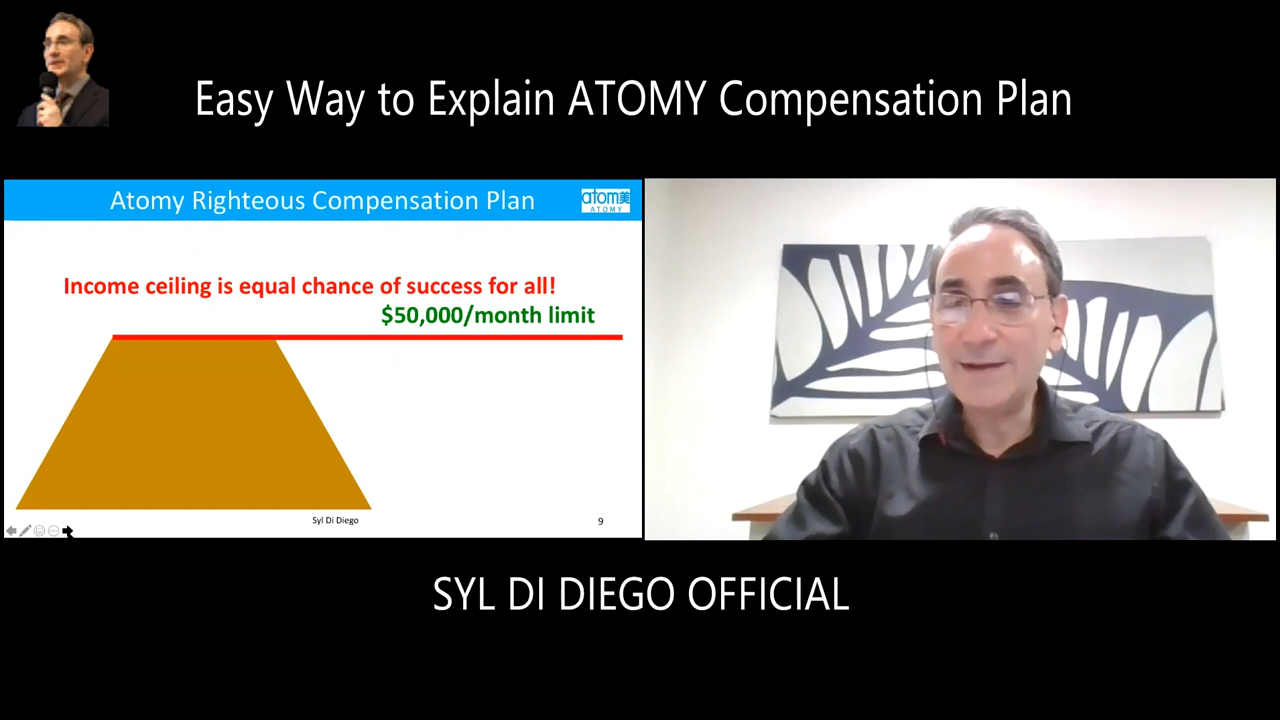 Easy Way to Explain ATOMY Compensation Plan
Atomy Righteous Compensation Plan
atom美
ATOMY
Income ceiling is equal chance of success for all!
$50,000/month limit
Syl Di Diego
9
SYL DI DIEGO OFFICIAL